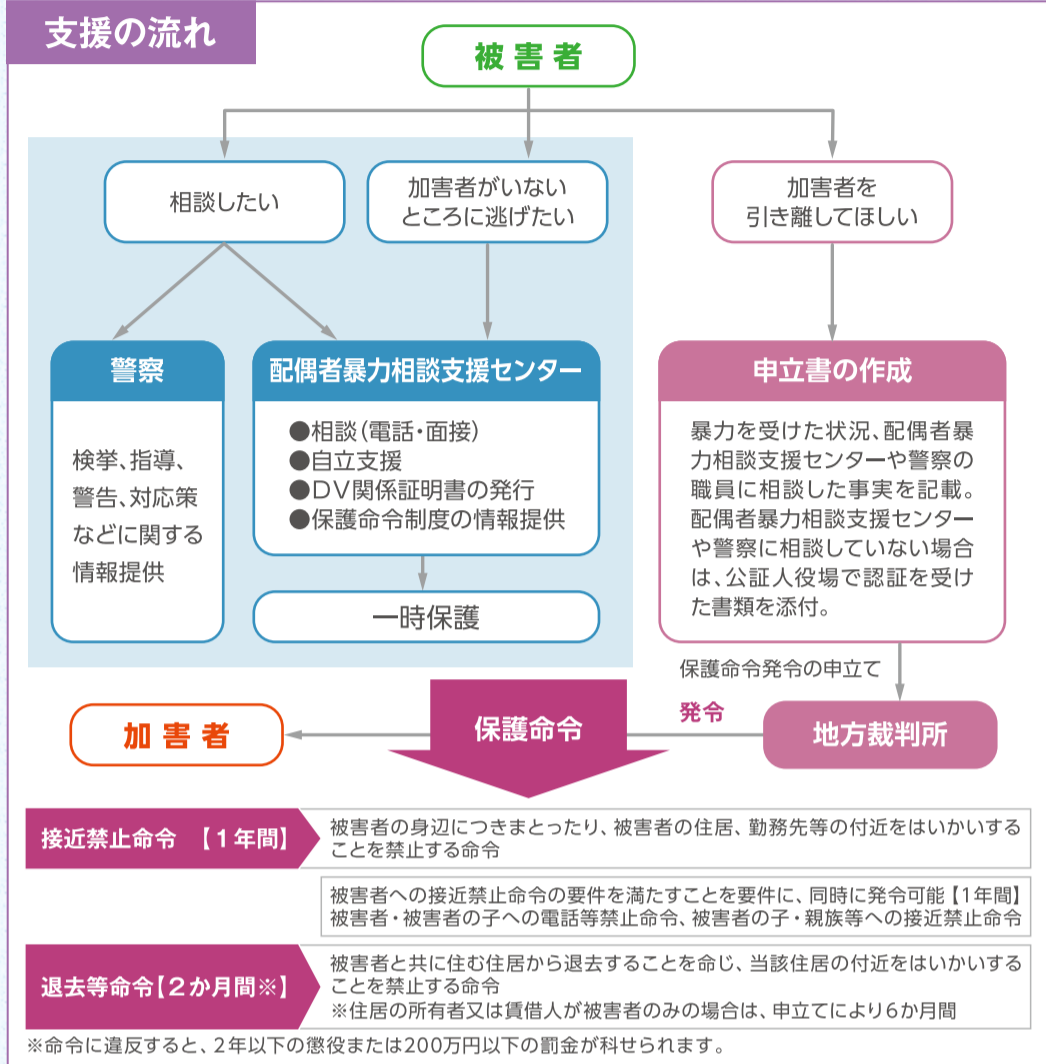 支援の流れ
被害者
相談したい
加害者がいない
ところに逃げたい
加害者を
引き離してほしい
警察
検挙、指導、
警告、対応策
などに関する
情報提供
配偶者暴力相談支援センター
●相談(電話・面接)
●自立支援
●DV関係証明書の発行
●保護命令制度の情報提供
一時保護
申立書の作成
暴力を受けた状況、配偶者暴
力相談支援センターや警察の
職員に相談した事実を記載。
配偶者暴力相談支援センター
や警察に相談していない場合
は、公証人役場で認証を受け
た書類を添付。
保護命令発令の申立て
地方裁判所
発令
保護命令
加害者
接近禁止命令 【1年間】
被害者の身辺につきまとったり、被害者の住居、勤務先等の付近をはいかいする
ことを禁止する命令
被害者への接近禁止命令の要件を満たすことを要件に、同時に発令可能【1年間】
被害者・被害者の子への電話等禁止命令、被害者の子・親族等への接近禁止命令
退去等命令【2か月間※】
被害者と共に住む住居から退去することを命じ、当該住居の付近をはいかいする
ことを禁止する命令
※住居の所有者又は賃借人が被害者のみの場合は、申立てにより6か月間
※命令に違反すると、2年以下の懲役または200万円以下の罰金が科せられます。